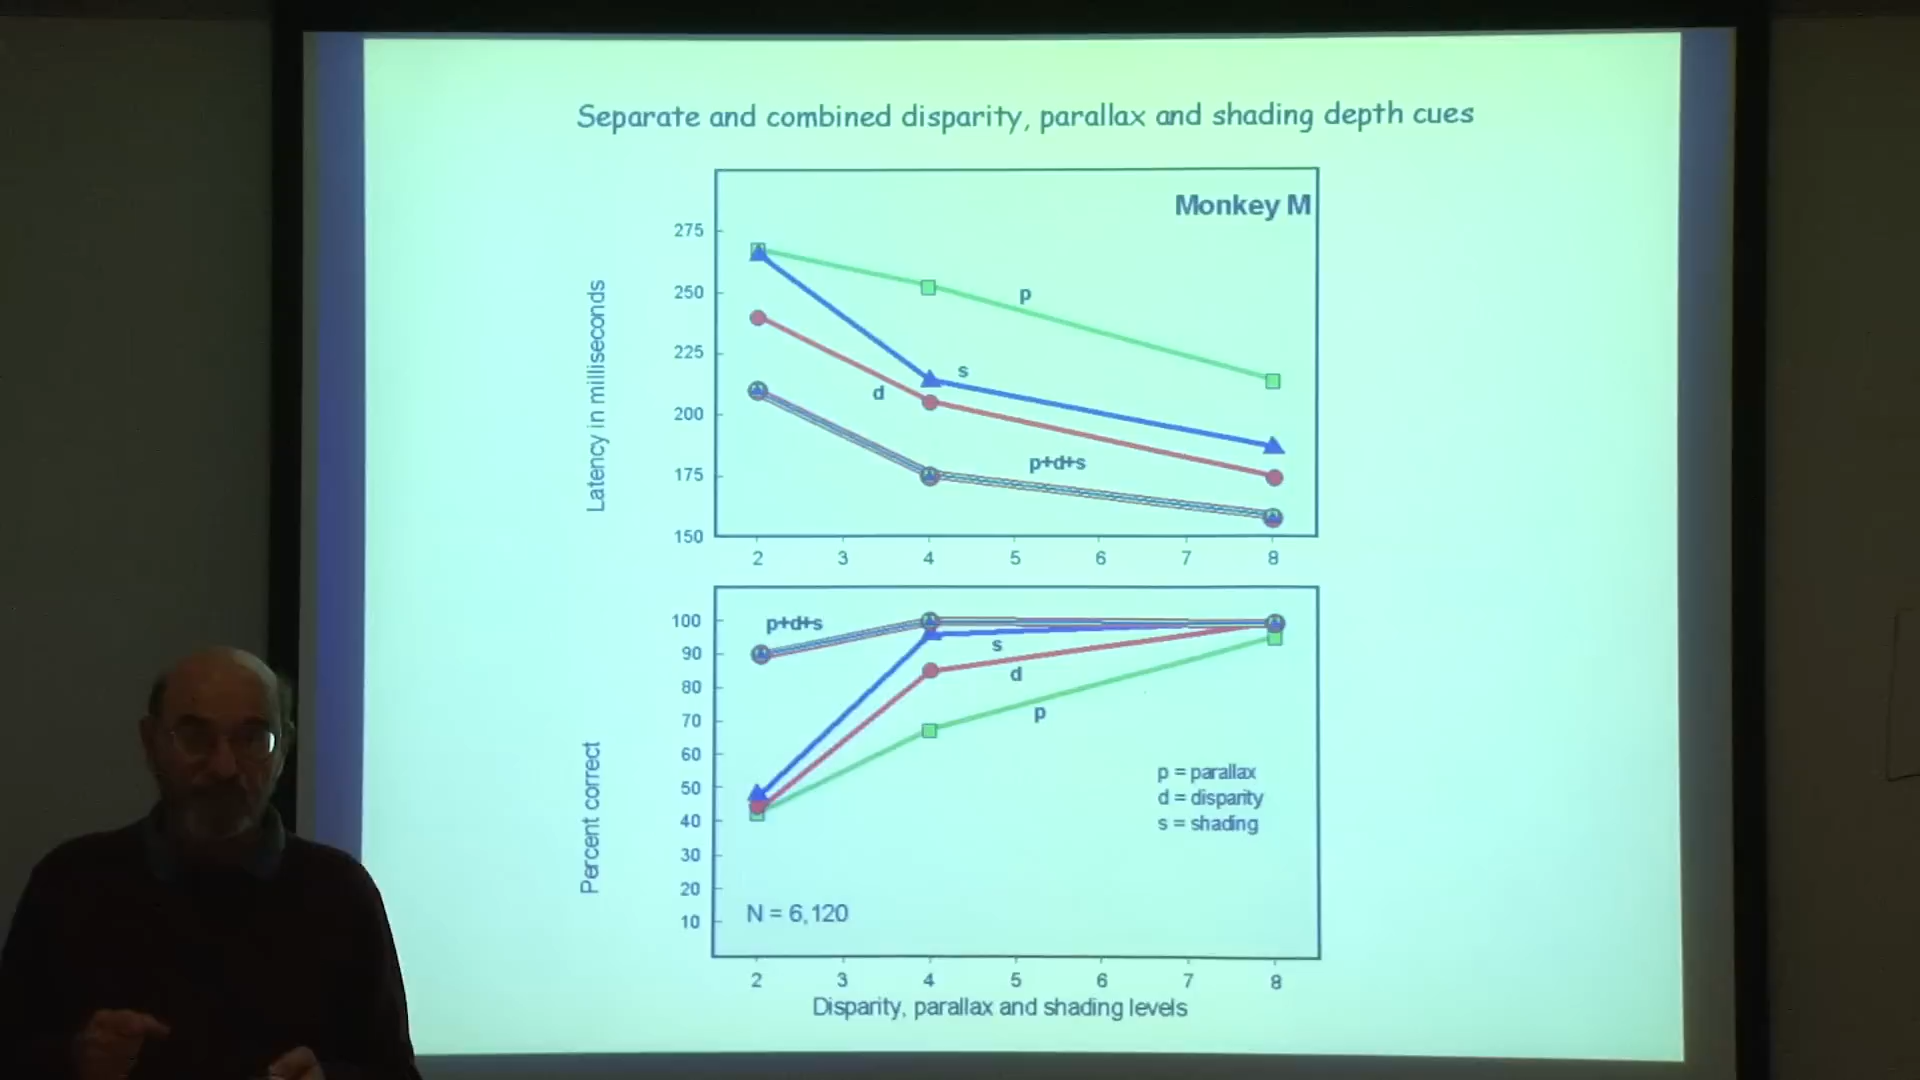 Separate and combined disparity, parallax and shading depth cues
Monkey M
Latency in milliseconds
275
250
225
200
175
150
p
s
d
p+d+s
2 3 4 5 6 7 8
Percent correct
100
90
80
70
60
50
40
30
20
10
p+d+s
s
d
p
p = parallax
d = disparity
s = shading
N = 6,120
2 3 4 5 6 7 8
Disparity, parallax and shading levels